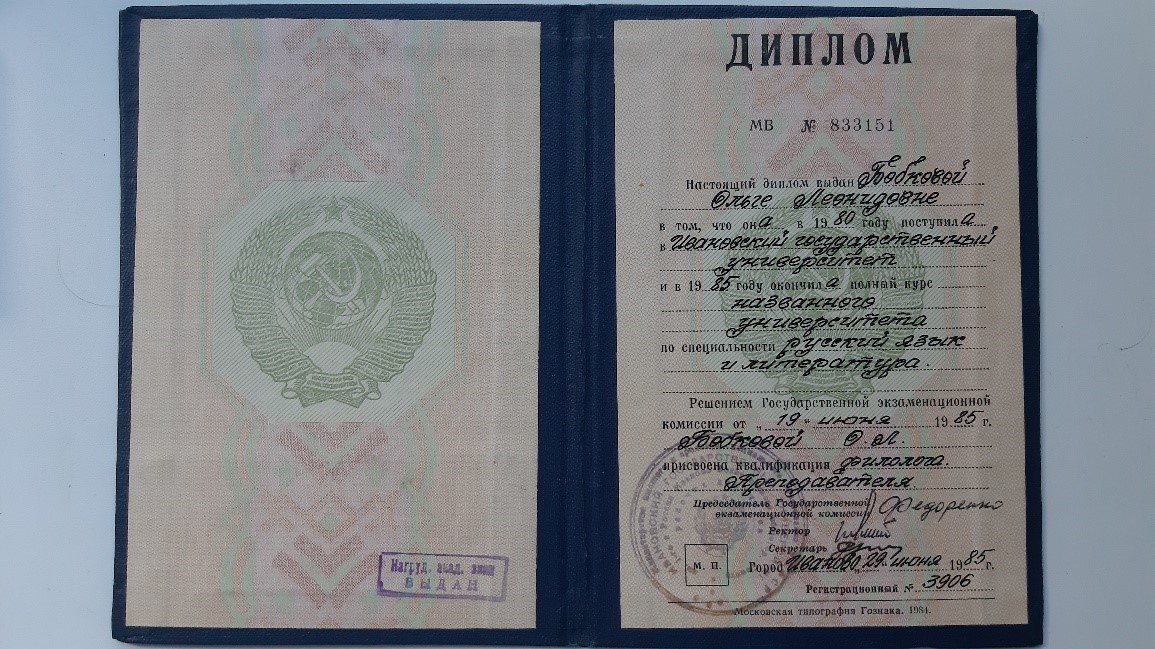 Нагруд. акад. знак
ВЫДАН
ДИПЛОМ
МВ № 833151
Настоящий диплом выдан Бобковой
Ольге Леонидовне
в том, что она в 1980 году поступила
в Ивановский государственный
университет
и в 1985 году окончила полный курс
названного
университета
по специальности русский язык
и литература.
Решением Государственной экзаменационной
комиссии от „19" июня 1985 г.
Бобковой О.Л.
присвоена квалификация филолога.
Преподавателя
Председатель Государственной
экзаменационной комиссии Федоренко
Ректор
Секретарь
М. П.
Город Иваново „29" июня 1985 г.
Регистрационный № 3906
Московская типография Гознака. 1984.